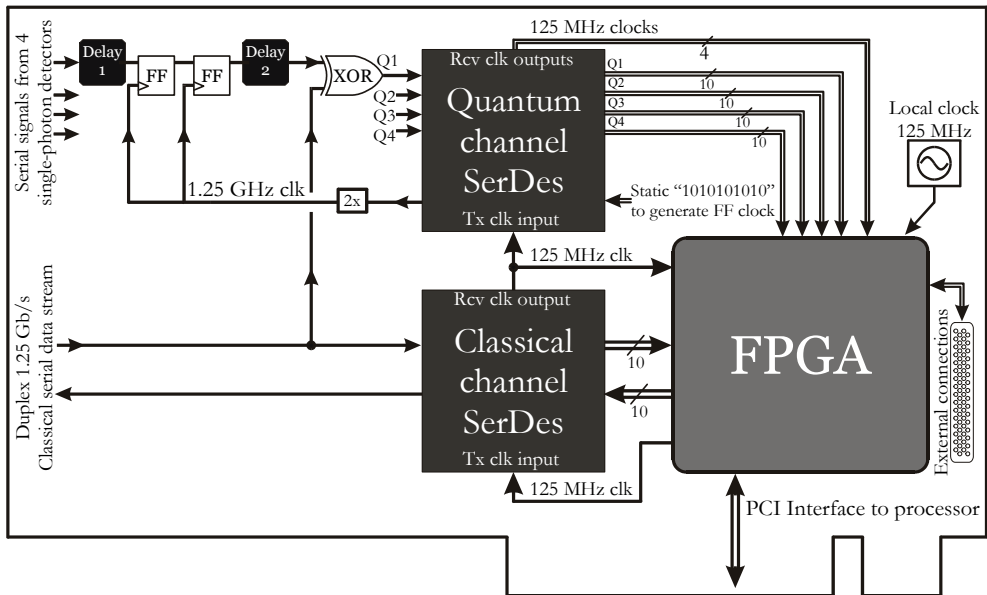 Serial signals from 4
single-photon detectors
Delay
1
FF
FF
Delay
2
XOR
Q1
Q2
Q3
Q4
Rcv clk outputs
Quantum
channel
SerDes
Tx clk input
125 MHz clocks
4
Q1
10
Q2
10
Q3
10
Q4
10
Local clock
125 MHz
1.25 GHz clk
2x
Static “1010101010”
to generate FF clock
125 MHz clk
Duplex 1.25 Gb/s
Classical serial data stream
Rcv clk output
Classical
channel
SerDes
Tx clk input
10
10
125 MHz clk
FPGA
External connections
PCI Interface to processor